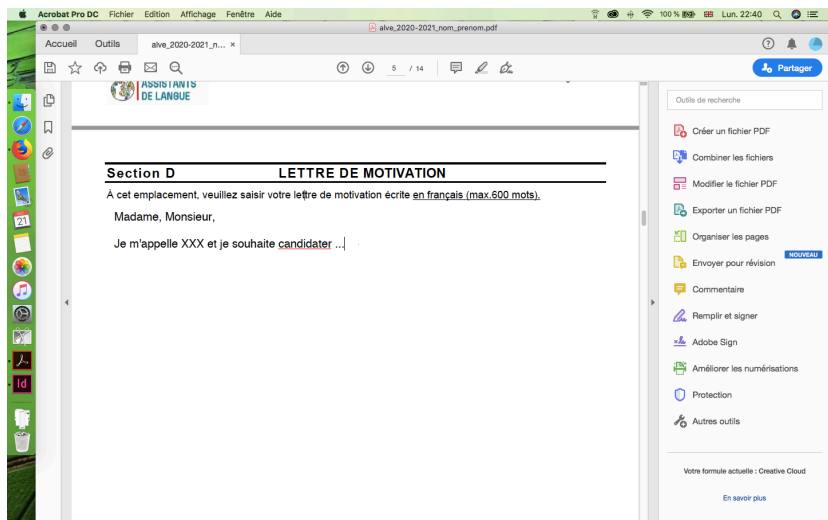 Acrobat Pro DC Fichier Edition Affichage Fenêtre Aide 100 % Lun. 22:40
alve_2020-2021_nom_prenom.pdf
Accueil Outils alve_2020-2021_n... ×
5 / 14 Partager
ASSISTANTS
DE LANGUE
Section D LETTRE DE MOTIVATION
À cet emplacement, veuillez saisir votre lettre de motivation écrite en français (max.600 mots).
Madame, Monsieur,
Je m'appelle XXX et je souhaite candidater ...
Outils de recherche
Créer un fichier PDF
Combiner les fichiers
Modifier le fichier PDF
Exporter un fichier PDF
Organiser les pages
NOUVEAU
Envoyer pour révision
Commentaire
Remplir et signer
Adobe Sign
Améliorer les numérisations
Protection
Autres outils
Votre formule actuelle : Creative Cloud
En savoir plus
21
Id